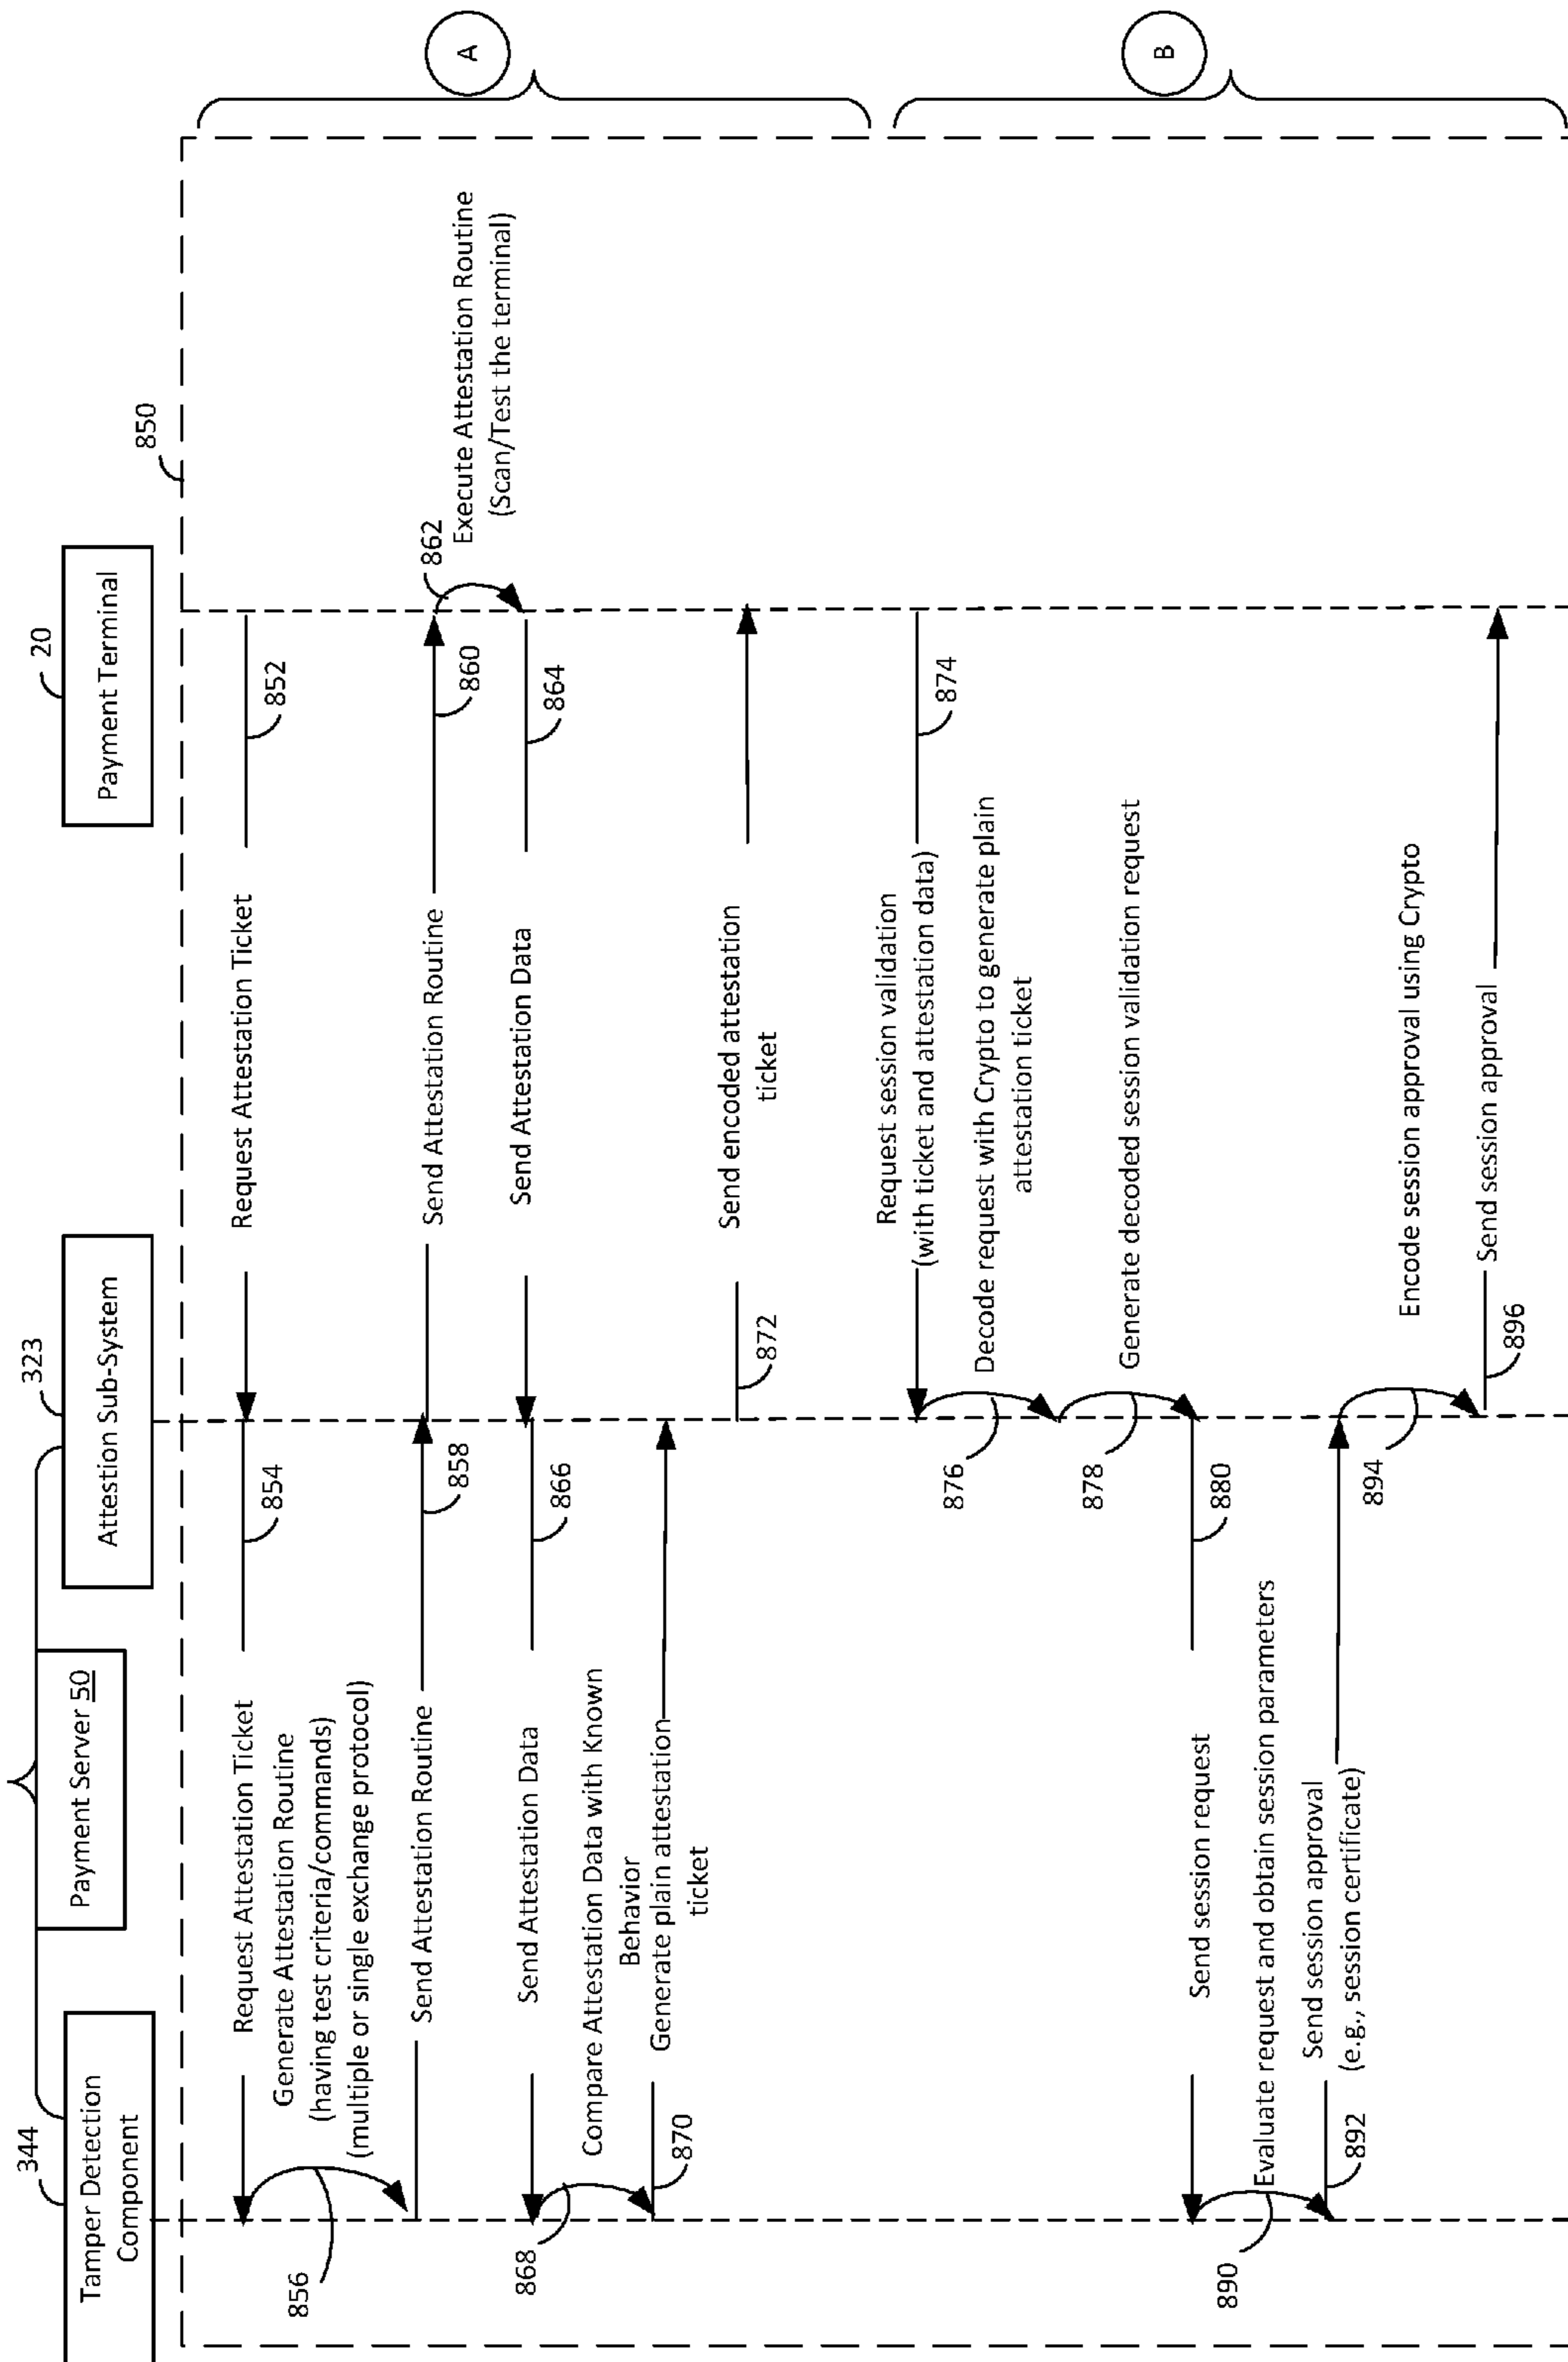 344
Tamper Detection
Component
Payment Server 50
323
Attestion Sub-System
20
Payment Terminal
850
Request Attestation Ticket
854
Request Attestation Ticket
852
856
Generate Attestation Routine
(having test criteria/commands)
(multiple or single exchange protocol)
Send Attestation Routine
858
Send Attestation Routine
860
862
Execute Attestation Routine
(Scan/Test the terminal)
A
Send Attestation Data
866
Send Attestation Data
864
868
Compare Attestation Data with Known
Behavior
870
Generate plain attestation
ticket
872
Send encoded attestation
ticket
Request session validation
(with ticket and attestation data)
874
876
Decode request with Crypto to generate plain
attestation ticket
878
Generate decoded session validation request
B
Send session request
880
890
Evaluate request and obtain session parameters
892
Send session approval
(e.g., session certificate)
894
Encode session approval using Crypto
896
Send session approval